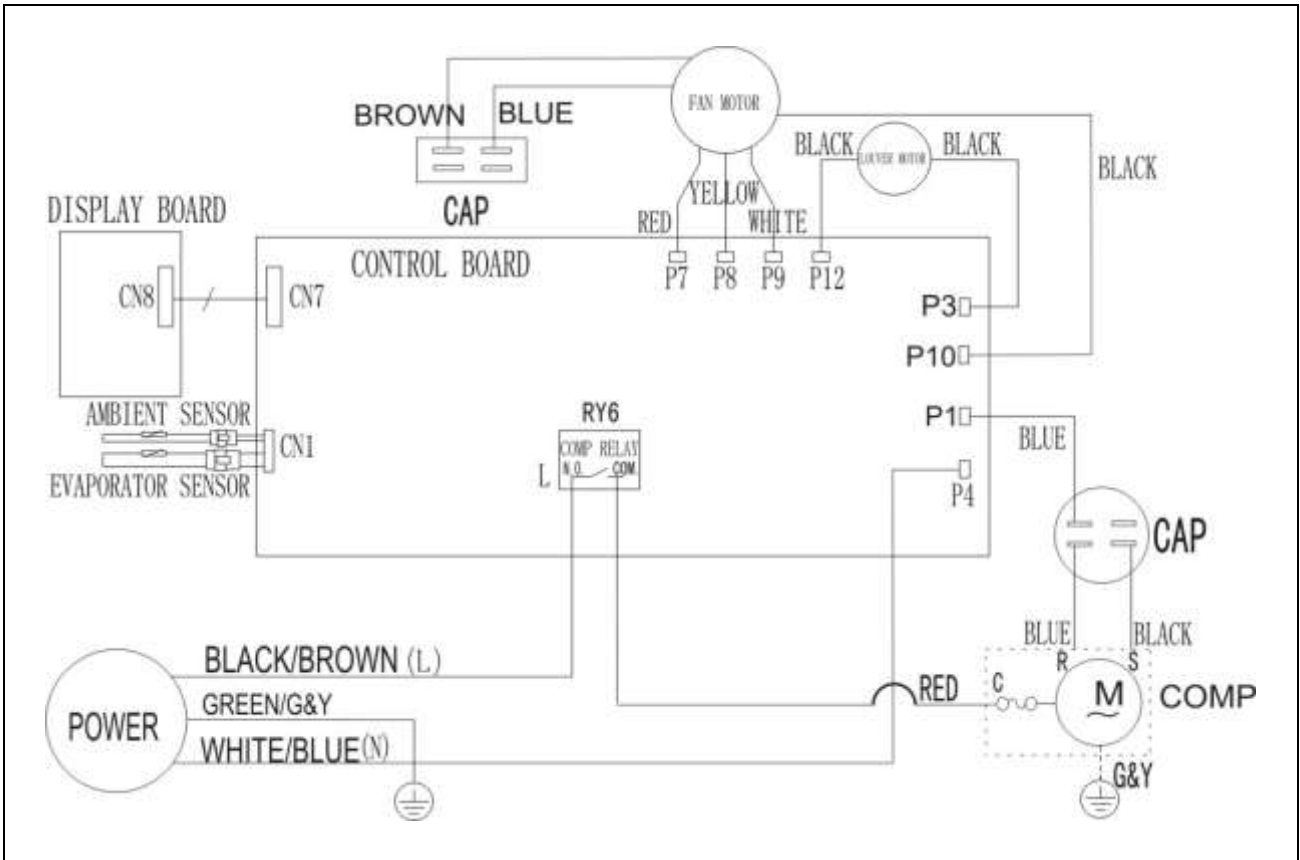 FAN MOTOR
BROWN BLUE
BLACK LOUVER MOTOR BLACK
BLACK
CAP
YELLOW
RED WHITE
DISPLAY BOARD
CONTROL BOARD
P7 P8 P9 P12
CN8 CN7
P3
P10
AMBIENT SENSOR
CN1
EVAPORATOR SENSOR
RY6
COMP RELAY
N.O. COM.
L
P1
BLUE
P4
CAP
BLUE BLACK
R S
BLACK/BROWN (L)
GREEN/G&Y
WHITE/BLUE(N)
POWER
RED
C
M
COMP
G&Y